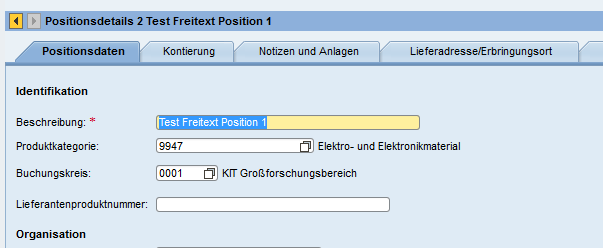 Positionsdetails 2 Test Freitext Position 1
Positionsdaten Kontierung Notizen und Anlagen Lieferadresse/Erbringungsort
Identifikation
Beschreibung: * Test Freitext Position 1
Produktkategorie: 9947 Elektro- und Elektronikmaterial
Buchungskreis: 0001 KIT Großforschungsbereich
Lieferantenproduktnummer:
Organisation